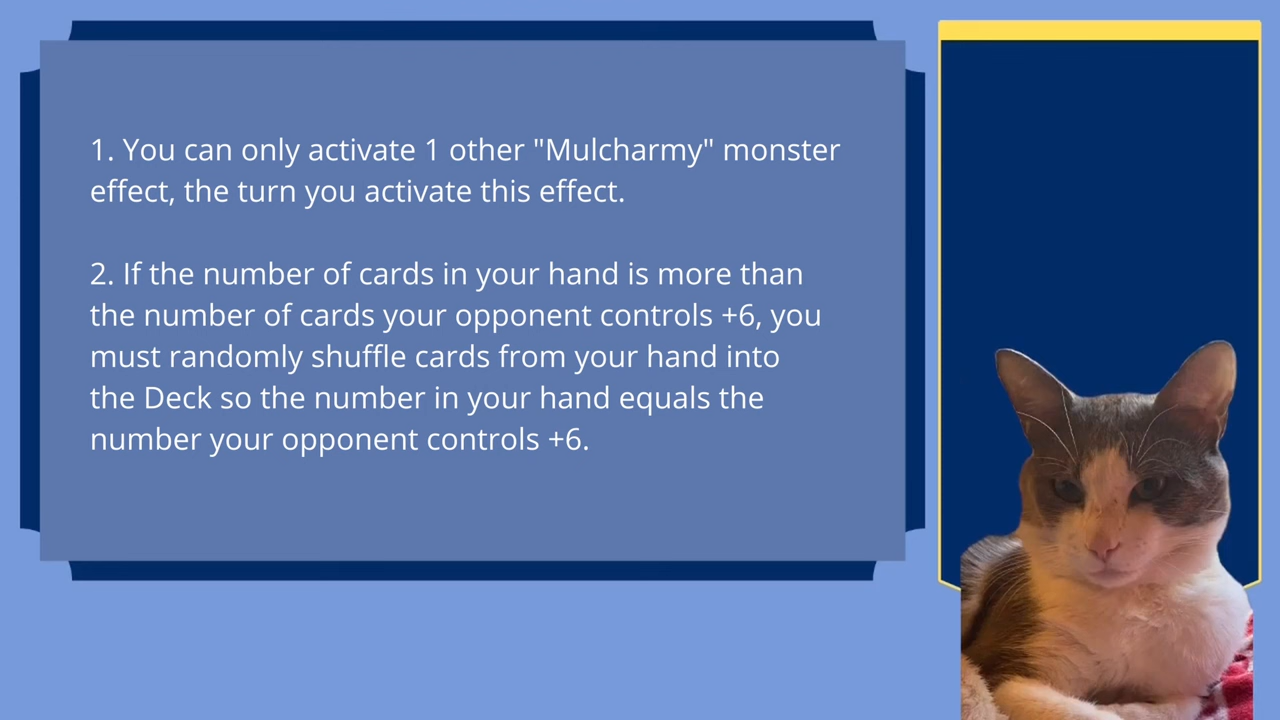 1. You can only activate 1 other "Mulcharmy" monster
effect, the turn you activate this effect.
2. If the number of cards in your hand is more than
the number of cards your opponent controls +6, you
must randomly shuffle cards from your hand into
the Deck so the number in your hand equals the
number your opponent controls +6.